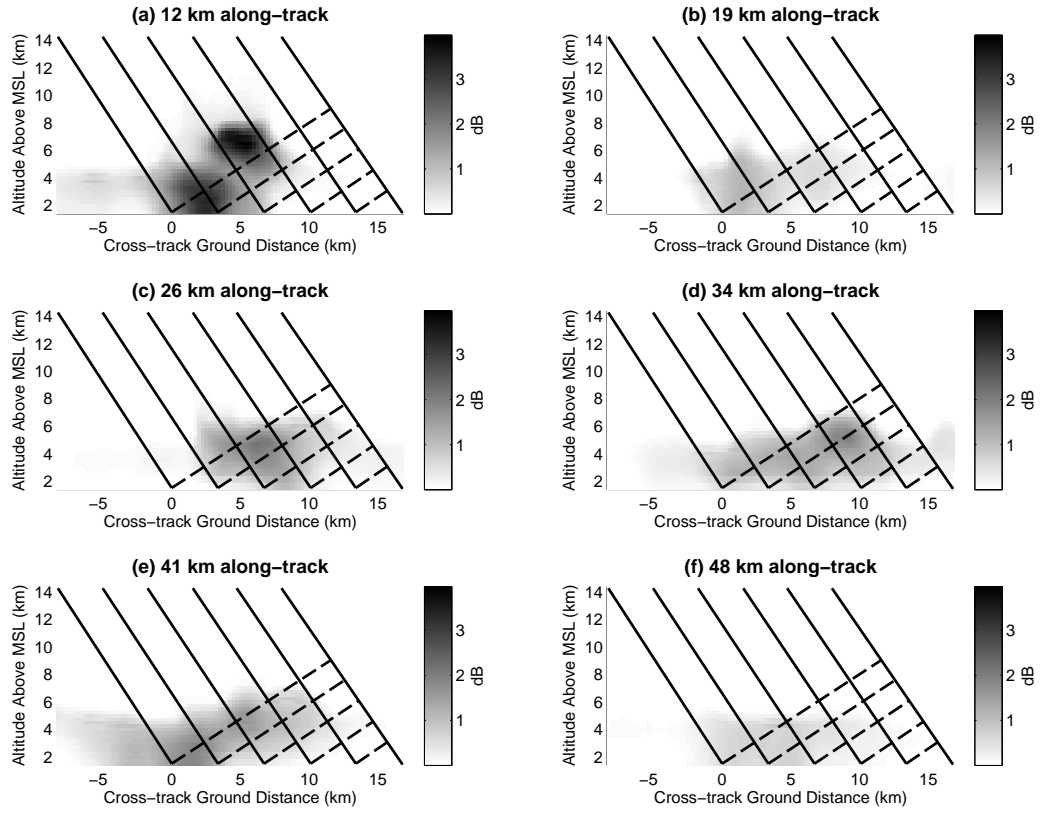 (a) 12 km along−track
14
12
10
8
6
4
2
Altitude Above MSL (km)
−5 0 5 10 15
Cross−track Ground Distance (km)
3
2
1
dB
(b) 19 km along−track
14
12
10
8
6
4
2
Altitude Above MSL (km)
−5 0 5 10 15
Cross−track Ground Distance (km)
3
2
1
dB
(c) 26 km along−track
14
12
10
8
6
4
2
Altitude Above MSL (km)
−5 0 5 10 15
Cross−track Ground Distance (km)
3
2
1
dB
(d) 34 km along−track
14
12
10
8
6
4
2
Altitude Above MSL (km)
−5 0 5 10 15
Cross−track Ground Distance (km)
3
2
1
dB
(e) 41 km along−track
14
12
10
8
6
4
2
Altitude Above MSL (km)
−5 0 5 10 15
Cross−track Ground Distance (km)
3
2
1
dB
(f) 48 km along−track
14
12
10
8
6
4
2
Altitude Above MSL (km)
−5 0 5 10 15
Cross−track Ground Distance (km)
3
2
1
dB